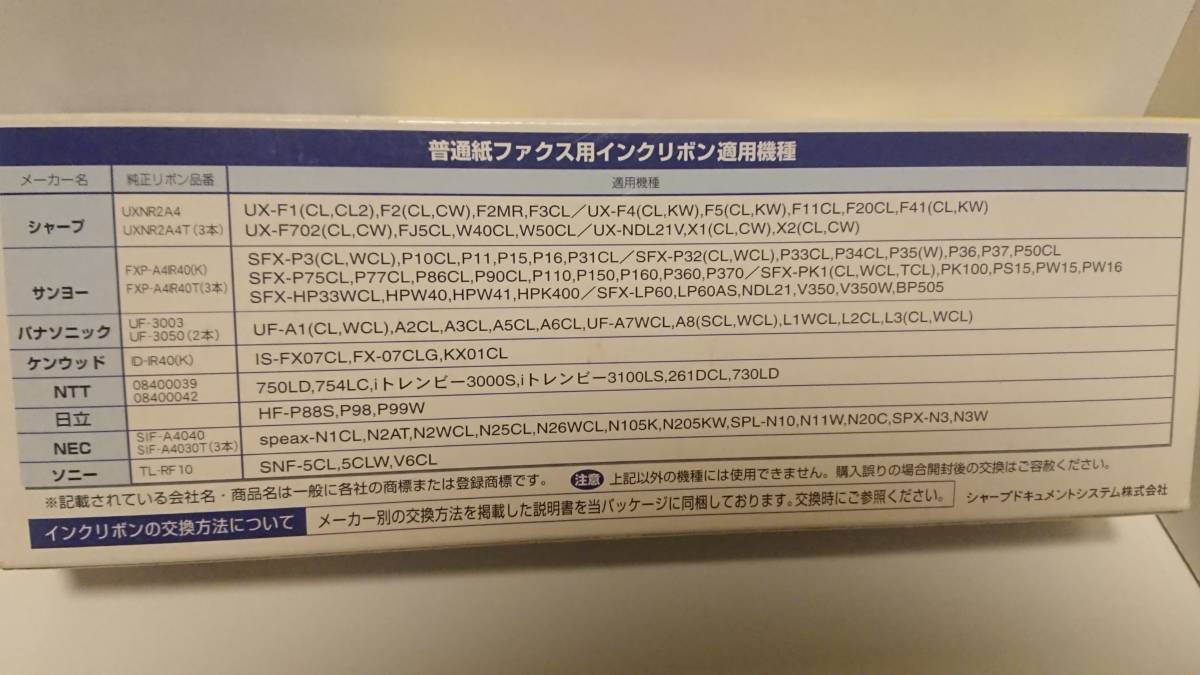 普通紙ファクス用インクリボン適用機種
メーカー名 純正リボン品番 適用機種
シャープ
UXNR2A4
UXNR2A4T(3本)
UX-F1(CL,CL2),F2(CL,CW),F2MR,F3CL／UX-F4(CL,KW),F5(CL,KW),F11CL,F20CL,F41(CL,KW)
UX-F702(CL,CW),FJ5CL,W40CL,W50CL／UX-NDL21V,X1(CL,CW),X2(CL,CW)
サンヨー
FXP-A4IR40(K)
FXP-A4IR40T(3本)
SFX-P3(CL,WCL),P10CL,P11,P15,P16,P31CL／SFX-P32(CL,WCL),P33CL,P34CL,P35(W),P36,P37,P50CL
SFX-P75CL,P77CL,P86CL,P90CL,P110,P150,P160,P360,P370／SFX-PK1(CL,WCL,TCL),PK100,PS15,PW15,PW16
SFX-HP33WCL,HPW40,HPW41,HPK400／SFX-LP60,LP60AS,NDL21,V350,V350W,BP505
パナソニック
UF-3003
UF-3050(2本)
UF-A1(CL,WCL),A2CL,A3CL,A5CL,A6CL,UF-A7WCL,A8(SCL,WCL),L1WCL,L2CL,L3(CL,WCL)
ケンウッド ID-IR40(K) IS-FX07CL,FX-07CLG,KX01CL
NTT
08400039
08400042
750LD,754LC,iトレンビー3000S,iトレンビー3100LS,261DCL,730LD
日立 HF-P88S,P98,P99W
NEC
SIF-A4040
SIF-A4030T(3本)
speax-N1CL,N2AT,N2WCL,N25CL,N26WCL,N105K,N205KW,SPL-N10,N11W,N20C,SPX-N3,N3W
ソニー TL-RF10 SNF-5CL,5CLW,V6CL
※記載されている会社名・商品名は一般に各社の商標または登録商標です。 注意 上記以外の機種には使用できません。購入誤りの場合開封後の交換はご容赦ください。
インクリボンの交換方法について メーカー別の交換方法を掲載した説明書を当パッケージに同梱しております。交換時にご参照ください。 シャープドキュメントシステム株式会社